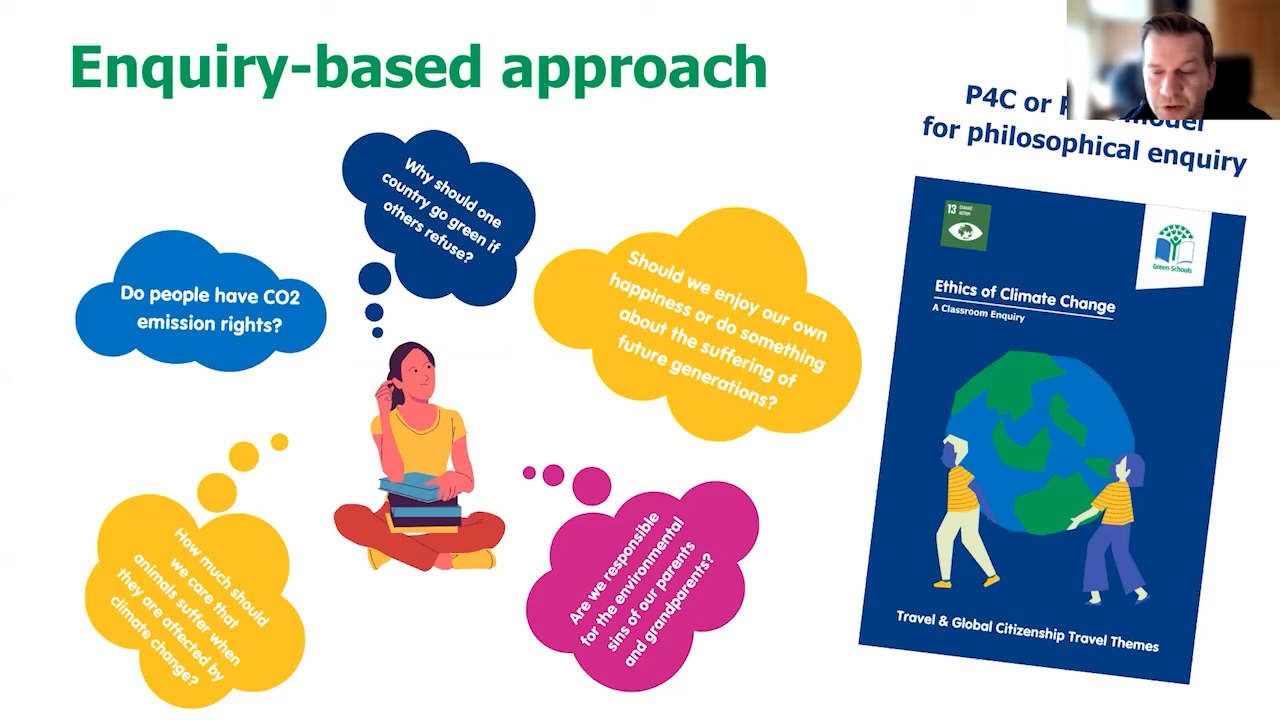 Enquiry-based approach
P4C or
model
for philosophical enquiry
Why should one
country go green if
others refuse?
Do people have CO2
emission rights?
Should we enjoy our own
happiness or do something
about the suffering of
future generations?
How much should
we care that
animals suffer when
they are affected by
climate change?
Are we responsible
for the environmental
sins of our parents
and grandparents?
13 CLIMATE
ACTION
Green-Schools
Ethics of Climate Change
A Classroom Enquiry
Travel & Global Citizenship Travel Themes